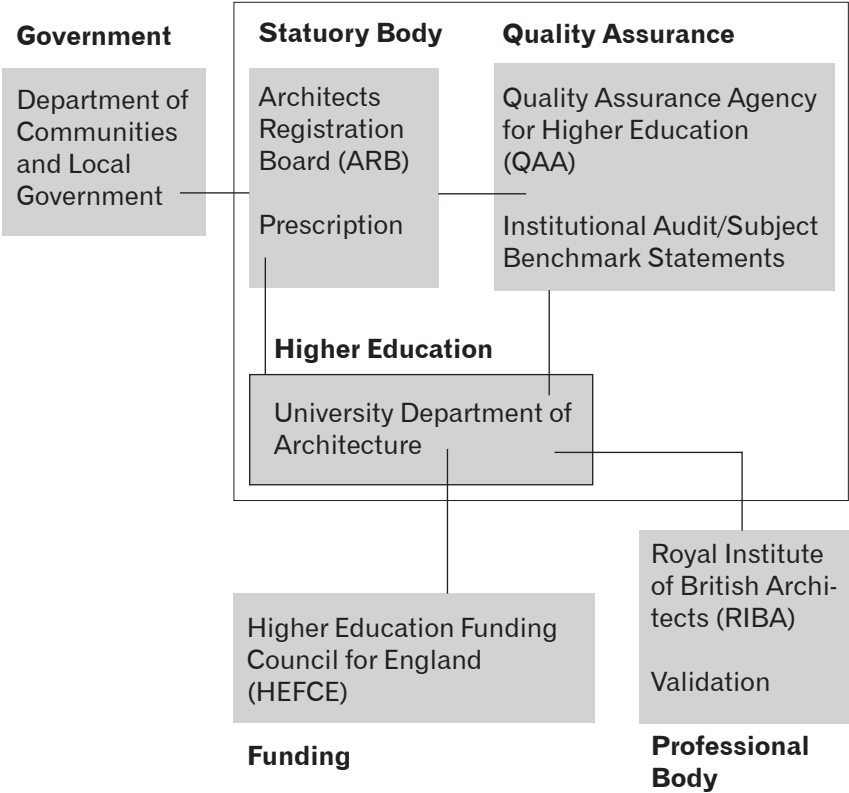 Government
Department of
Communities
and Local
Government
Statuory Body
Architects
Registration
Board (ARB)
Prescription
Quality Assurance
Quality Assurance Agency
for Higher Education
(QAA)
Institutional Audit/Subject
Benchmark Statements
Higher Education
University Department of
Architecture
Higher Education Funding
Council for England
(HEFCE)
Funding
Royal Institute
of British Archi-
tects (RIBA)
Validation
Professional
Body